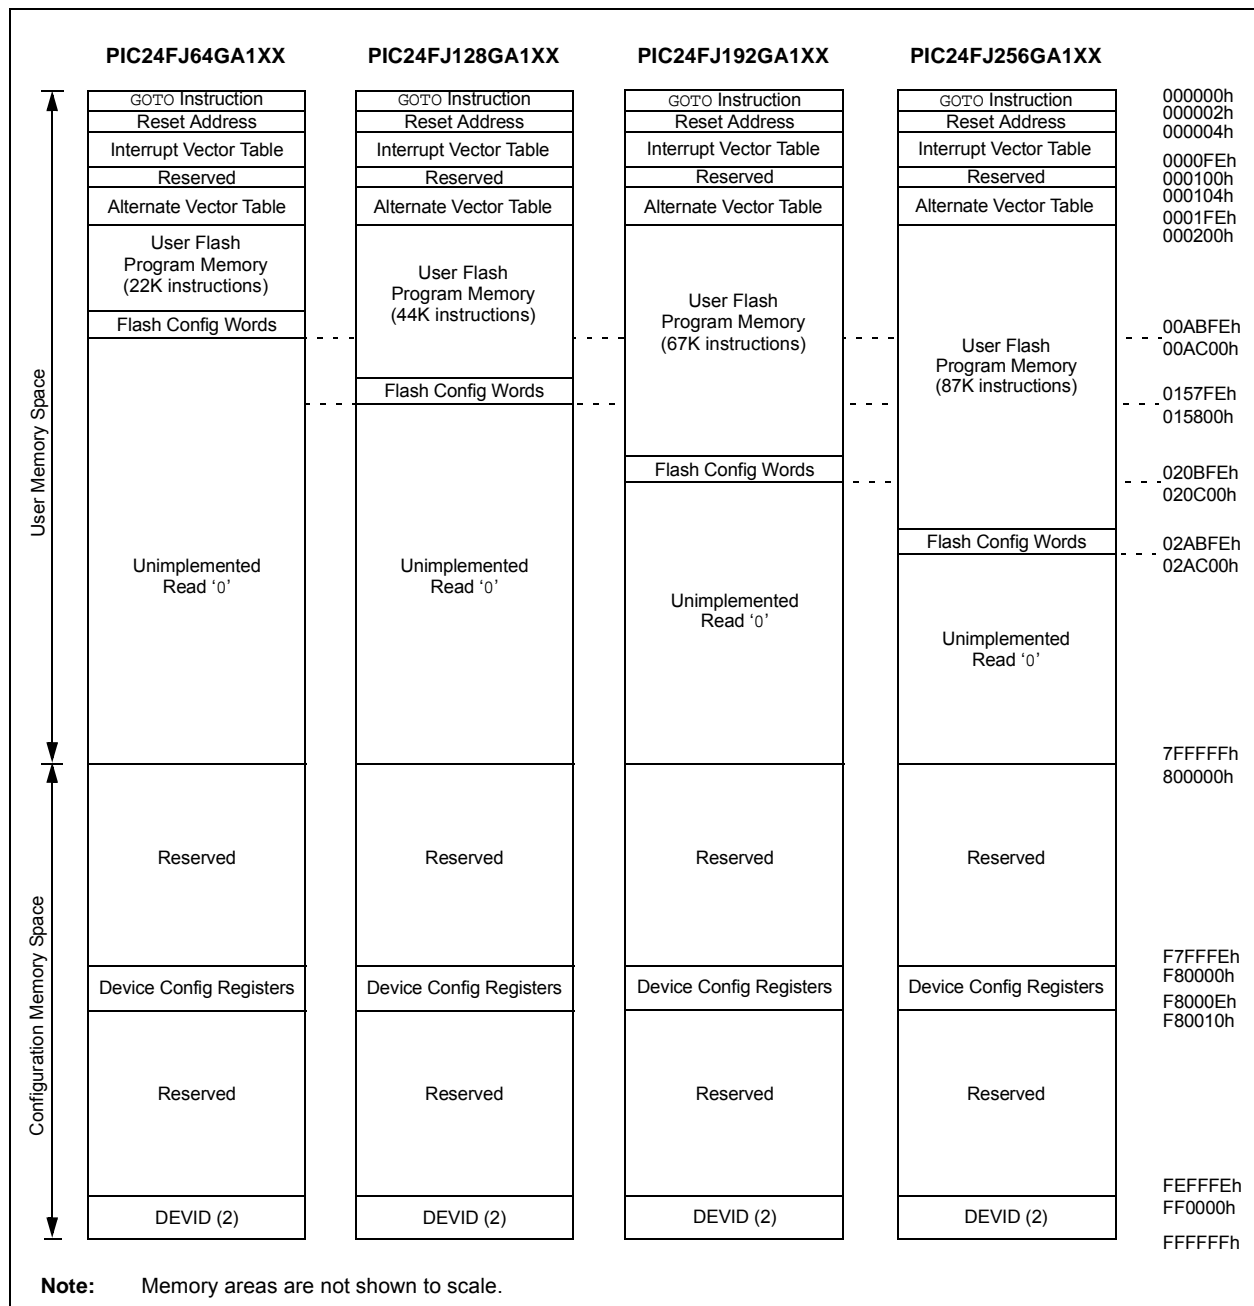 PIC24FJ64GA1XX PIC24FJ128GA1XX PIC24FJ192GA1XX PIC24FJ256GA1XX
GOTO Instruction GOTO Instruction GOTO Instruction GOTO Instruction 000000h
Reset Address Reset Address Reset Address Reset Address 000002h
000004h
Interrupt Vector Table Interrupt Vector Table Interrupt Vector Table Interrupt Vector Table
0000FEh
Reserved Reserved Reserved Reserved 000100h
000104h
Alternate Vector Table Alternate Vector Table Alternate Vector Table Alternate Vector Table
0001FEh
000200h
User Flash
Program Memory
(22K instructions)
User Flash
Program Memory
(44K instructions)
User Flash
Program Memory
(67K instructions)
User Flash
Program Memory
(87K instructions)
Flash Config Words 00ABFEh
00AC00h
Flash Config Words 0157FEh
015800h
Flash Config Words 020BFEh
020C00h
Flash Config Words 02ABFEh
02AC00h
User Memory Space
Unimplemented
Read ‘0’
Unimplemented
Read ‘0’
Unimplemented
Read ‘0’
Unimplemented
Read ‘0’
7FFFFFh
800000h
Reserved Reserved Reserved Reserved
Configuration Memory Space
F7FFFEh
F80000h
Device Config Registers Device Config Registers Device Config Registers Device Config Registers
F8000Eh
F80010h
Reserved Reserved Reserved Reserved
FEFFFEh
FF0000h
DEVID (2) DEVID (2) DEVID (2) DEVID (2)
FFFFFFh
Note: Memory areas are not shown to scale.